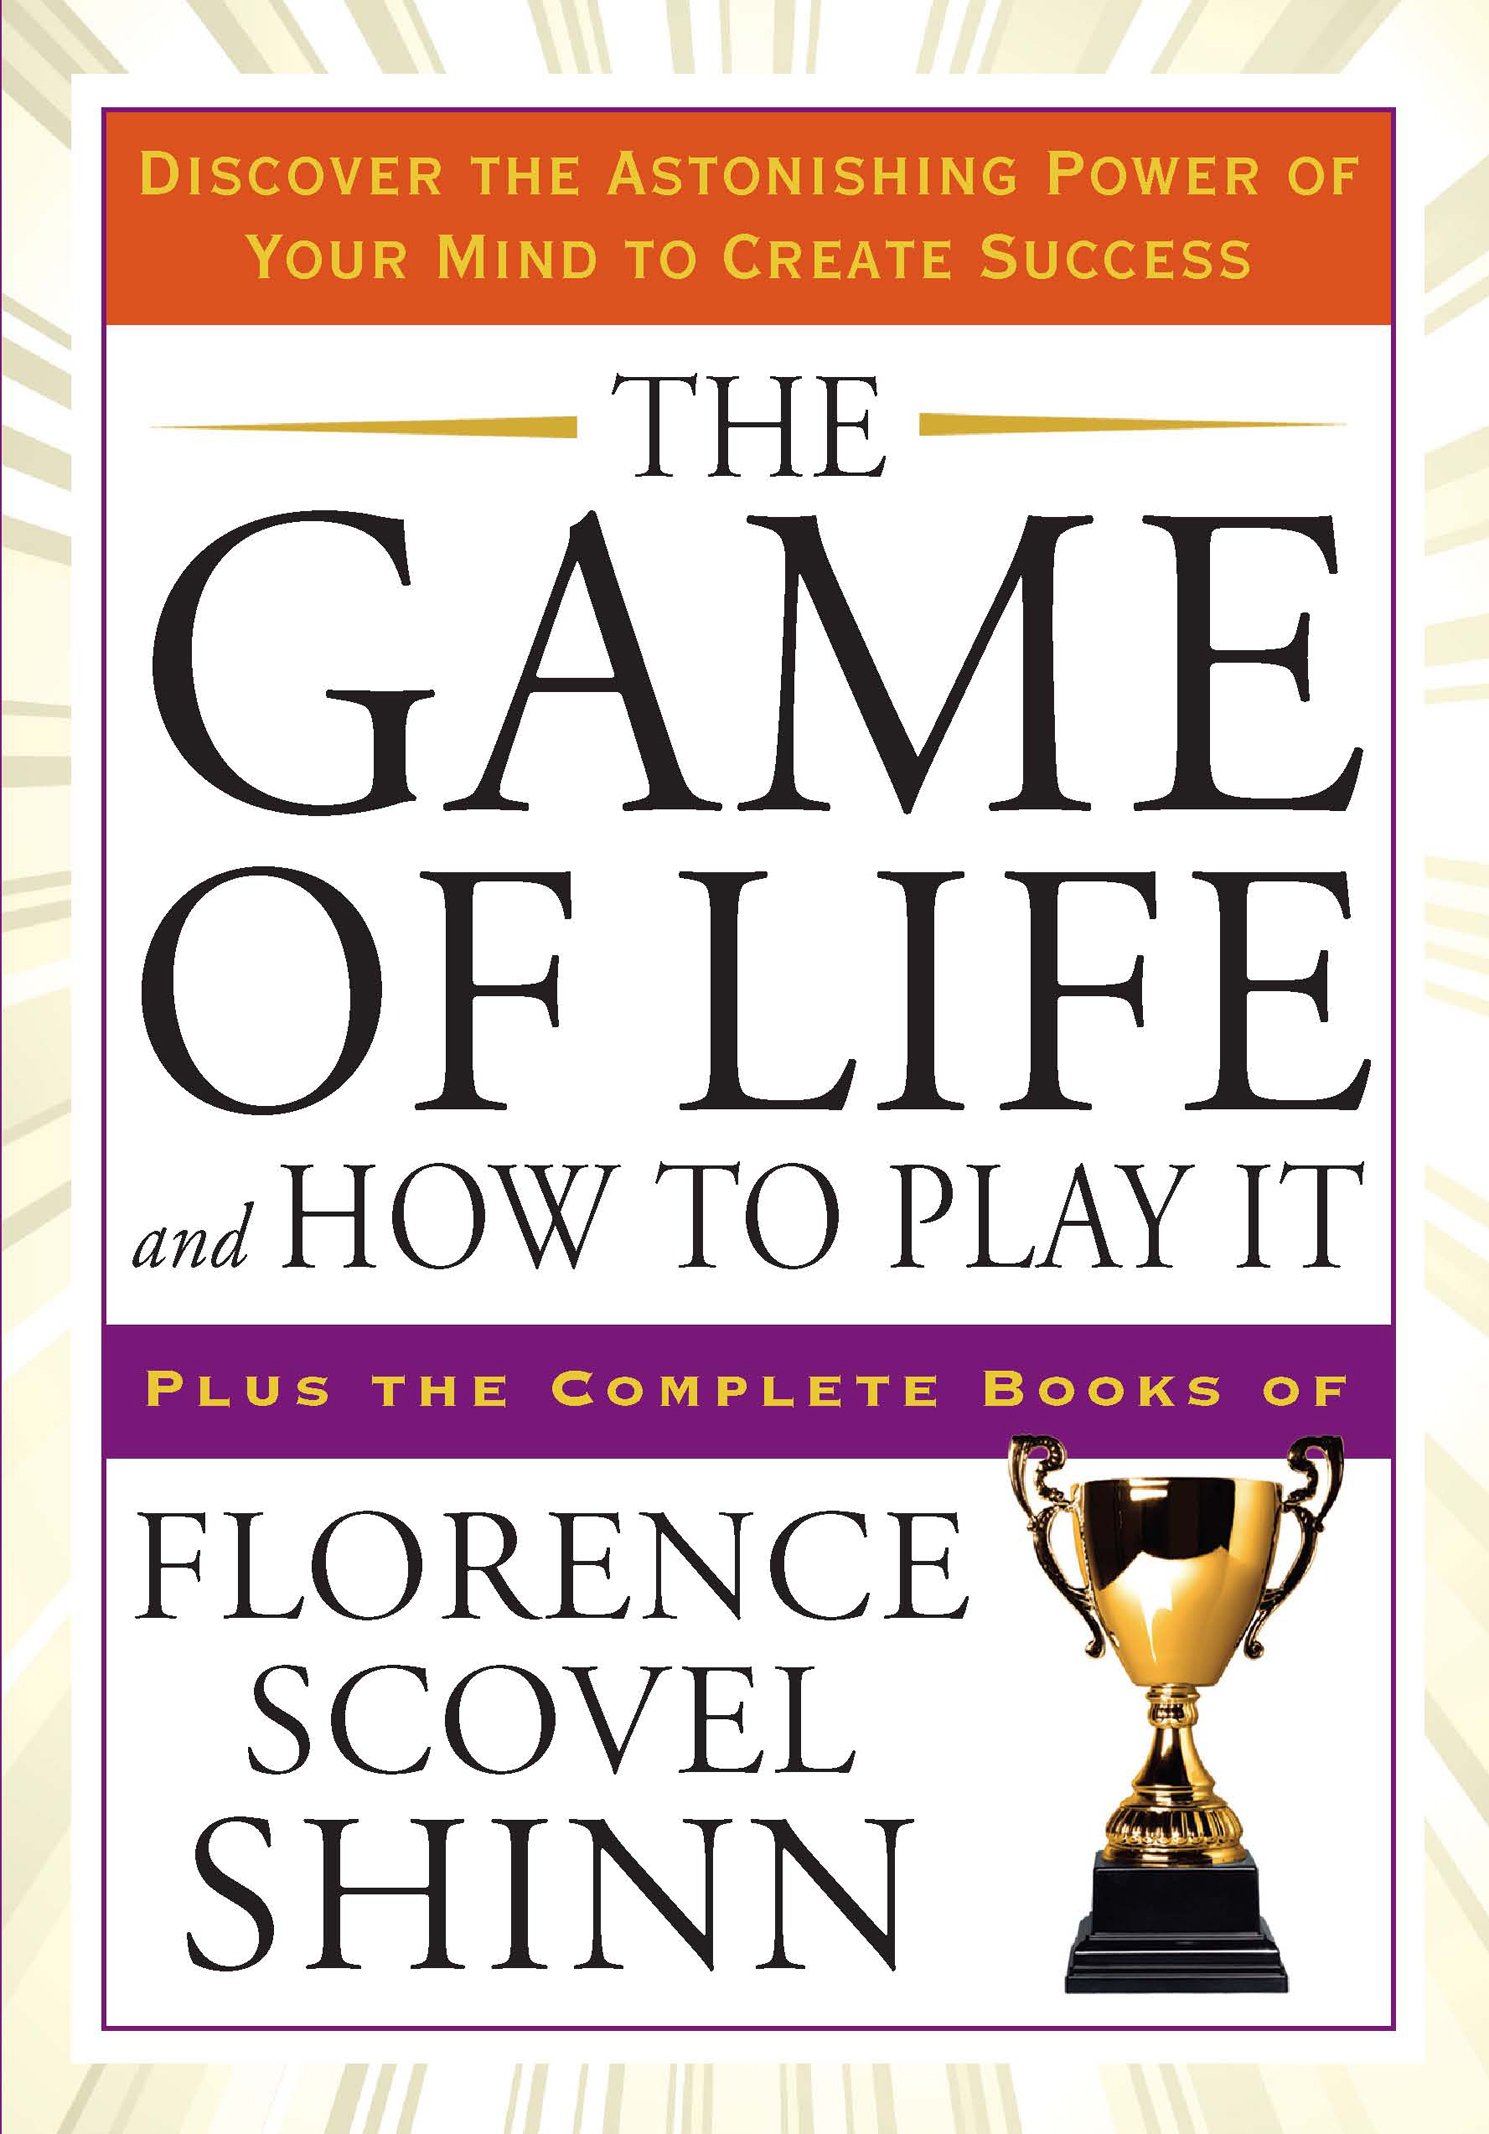 DISCOVER THE ASTONISHING POWER OF
YOUR MIND TO CREATE SUCCESS
THE
GAME
OF LIFE
and HOW TO PLAY IT
PLUS THE COMPLETE BOOKS OF
FLORENCE
SCOVEL
SHINN